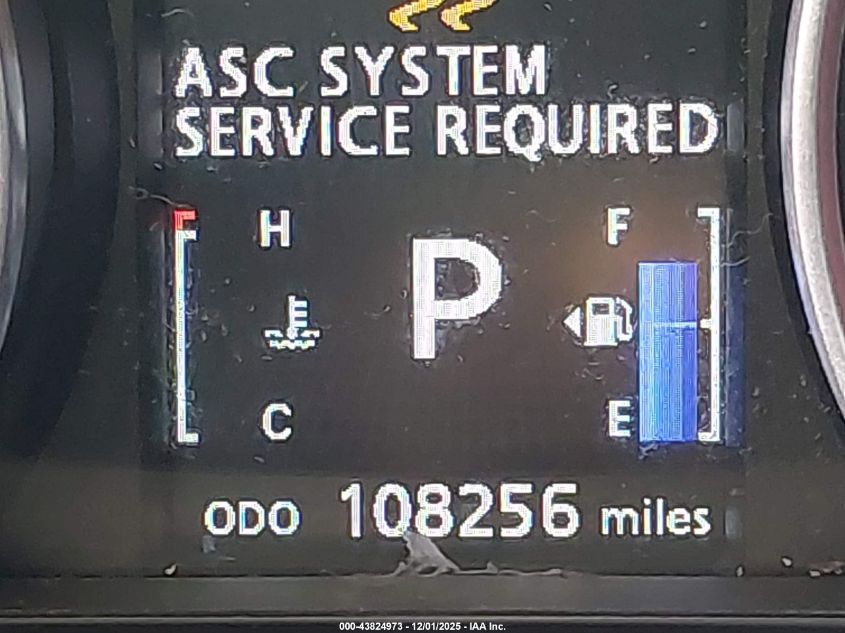 ASC SYSTEM
SERVICE REQUIRED
H
F
P
E
C
E
ODO 108256 miles
000-43824973 - 12/01/2025 - IAA Inc.